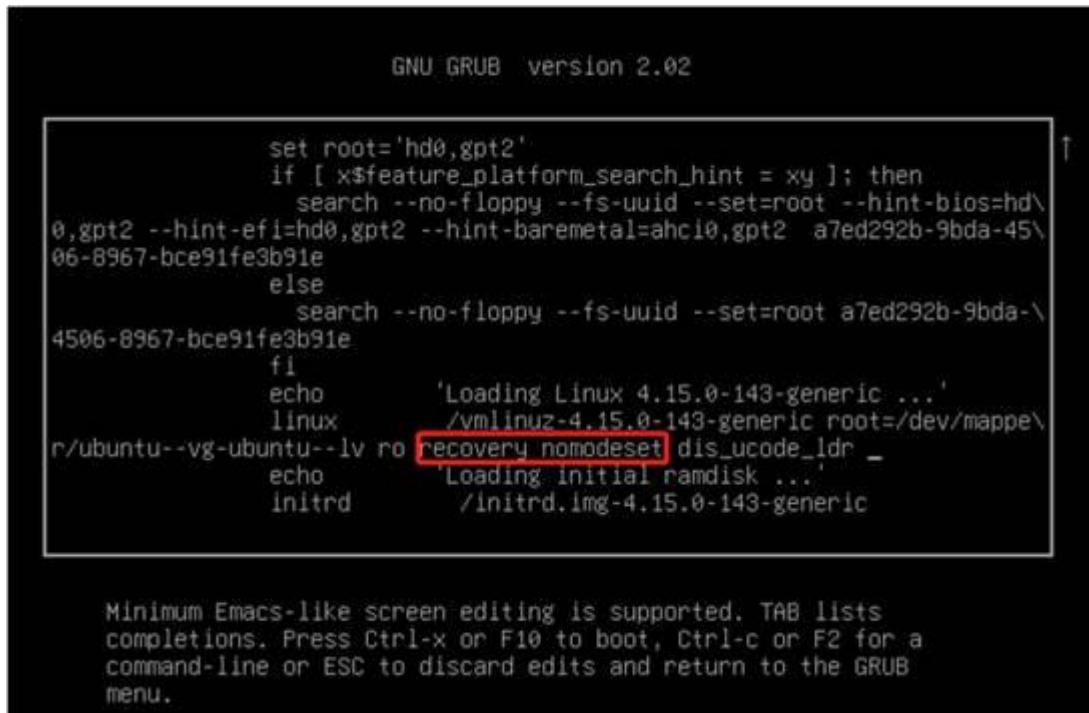 GNU GRUB  version 2.02
set root='hd0,gpt2'
if [ x$feature_platform_search_hint = xy ]; then
search --no-floppy --fs-uuid --set=root --hint-bios=hd\
0,gpt2 --hint-efi=hd0,gpt2 --hint-baremetal=ahci0,gpt2  a7ed292b-9bda-45\
06-8967-bce91fe3b91e
else
search --no-floppy --fs-uuid --set=root a7ed292b-9bda-\
4506-8967-bce91fe3b91e
fi
echo 'Loading Linux 4.15.0-143-generic ...'
linux /vmlinuz-4.15.0-143-generic root=/dev/mappe\
r/ubuntu--vg-ubuntu--lv ro recovery nomodeset dis_ucode_ldr _
echo 'Loading initial ramdisk ...'
initrd /initrd.img-4.15.0-143-generic
Minimum Emacs-like screen editing is supported. TAB lists
completions. Press Ctrl-x or F10 to boot, Ctrl-c or F2 for a
command-line or ESC to discard edits and return to the GRUB
menu.